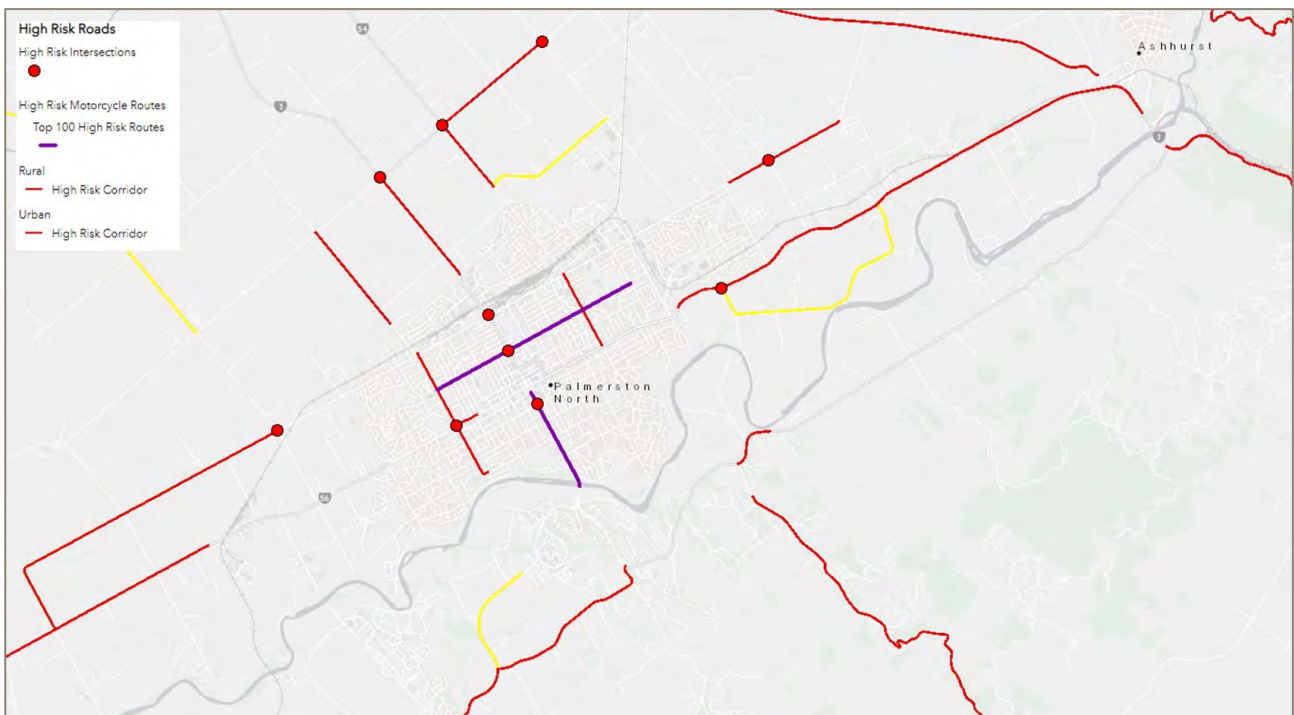 High Risk Roads
High Risk Intersections
High Risk Motorcycle Routes
Top 100 High Risk Routes
Rural
High Risk Corridor
Urban
High Risk Corridor
54
3
Ashhurst
3
Palmerston
North
56